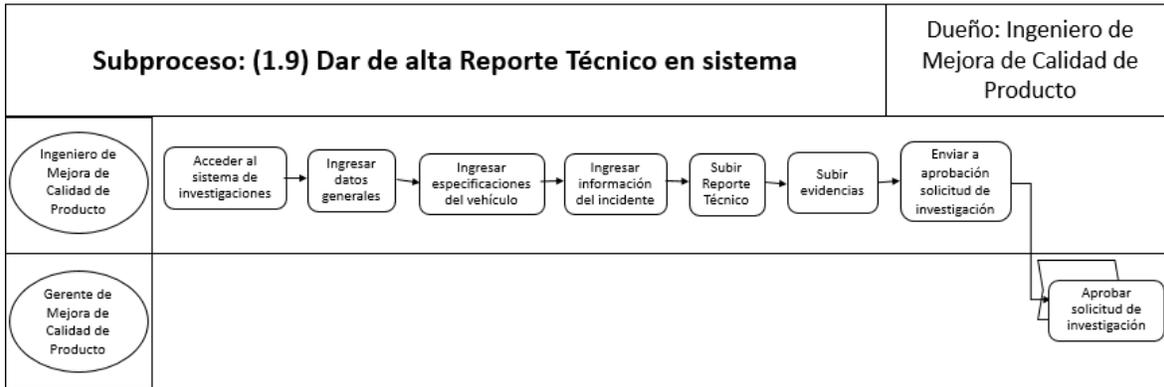 Subproceso: (1.9) Dar de alta Reporte Técnico en sistema
Dueño: Ingeniero de
Mejora de Calidad de
Producto
Ingeniero de
Mejora de
Calidad de
Producto
Acceder al
sistema de
investigaciones
Ingresar
datos
generales
Ingresar
especificaciones
del vehículo
Ingresar
información
del incidente
Subir
Reporte
Técnico
Subir
evidencias
Enviar a
aprobación
solicitud de
investigación
Gerente de
Mejora de
Calidad de
Producto
Aprobar
solicitud de
investigación